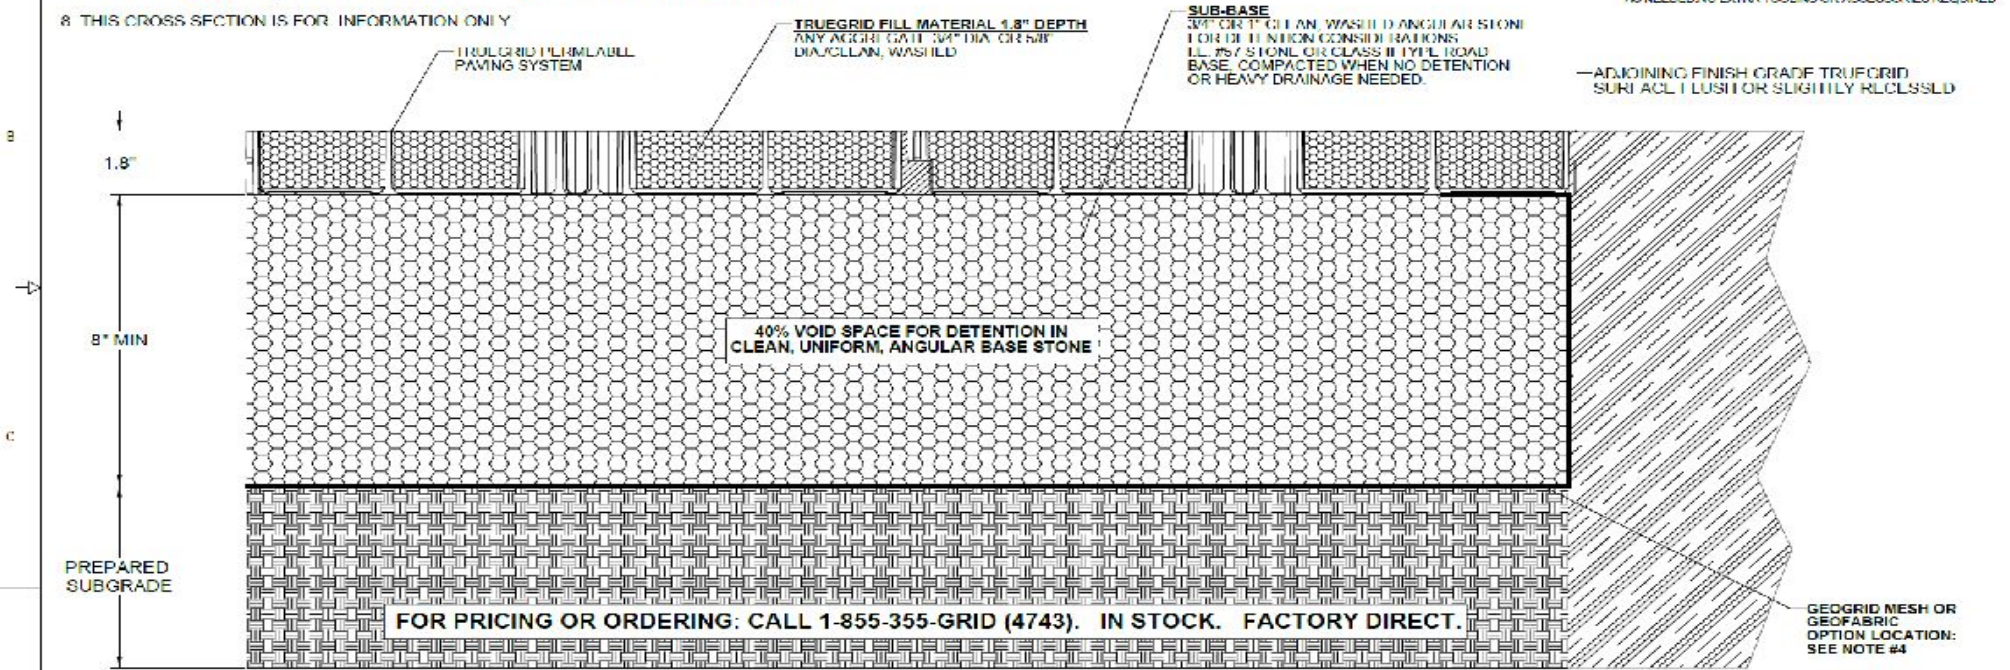 8. THIS CROSS SECTION IS FOR INFORMATION ONLY
TRUEGRID PERMEABLE
PAVING SYSTEM
TRUEGRID FILL MATERIAL 1.8" DEPTH
ANY AGGREGATE 3/4" DIA. OR 5/8"
DIA./CLEAN, WASHED
SUB-BASE
3/4" OR 1" CLEAN, WASHED ANGULAR STONE
FOR DETENTION CONSIDERATIONS
I.E. #57 STONE OR CLASS II TYPE ROAD
BASE, COMPACTED WHEN NO DETENTION
OR HEAVY DRAINAGE NEEDED.
ADJOINING FINISH GRADE TRUEGRID
SURFACE FLUSH OR SLIGHTLY RECESSED
B
1.8"
8" MIN
40% VOID SPACE FOR DETENTION IN
CLEAN, UNIFORM, ANGULAR BASE STONE
C
PREPARED
SUBGRADE
FOR PRICING OR ORDERING: CALL 1-855-355-GRID (4743). IN STOCK. FACTORY DIRECT.
GEOGRID MESH OR
GEOFABRIC
OPTION LOCATION:
SEE NOTE #4